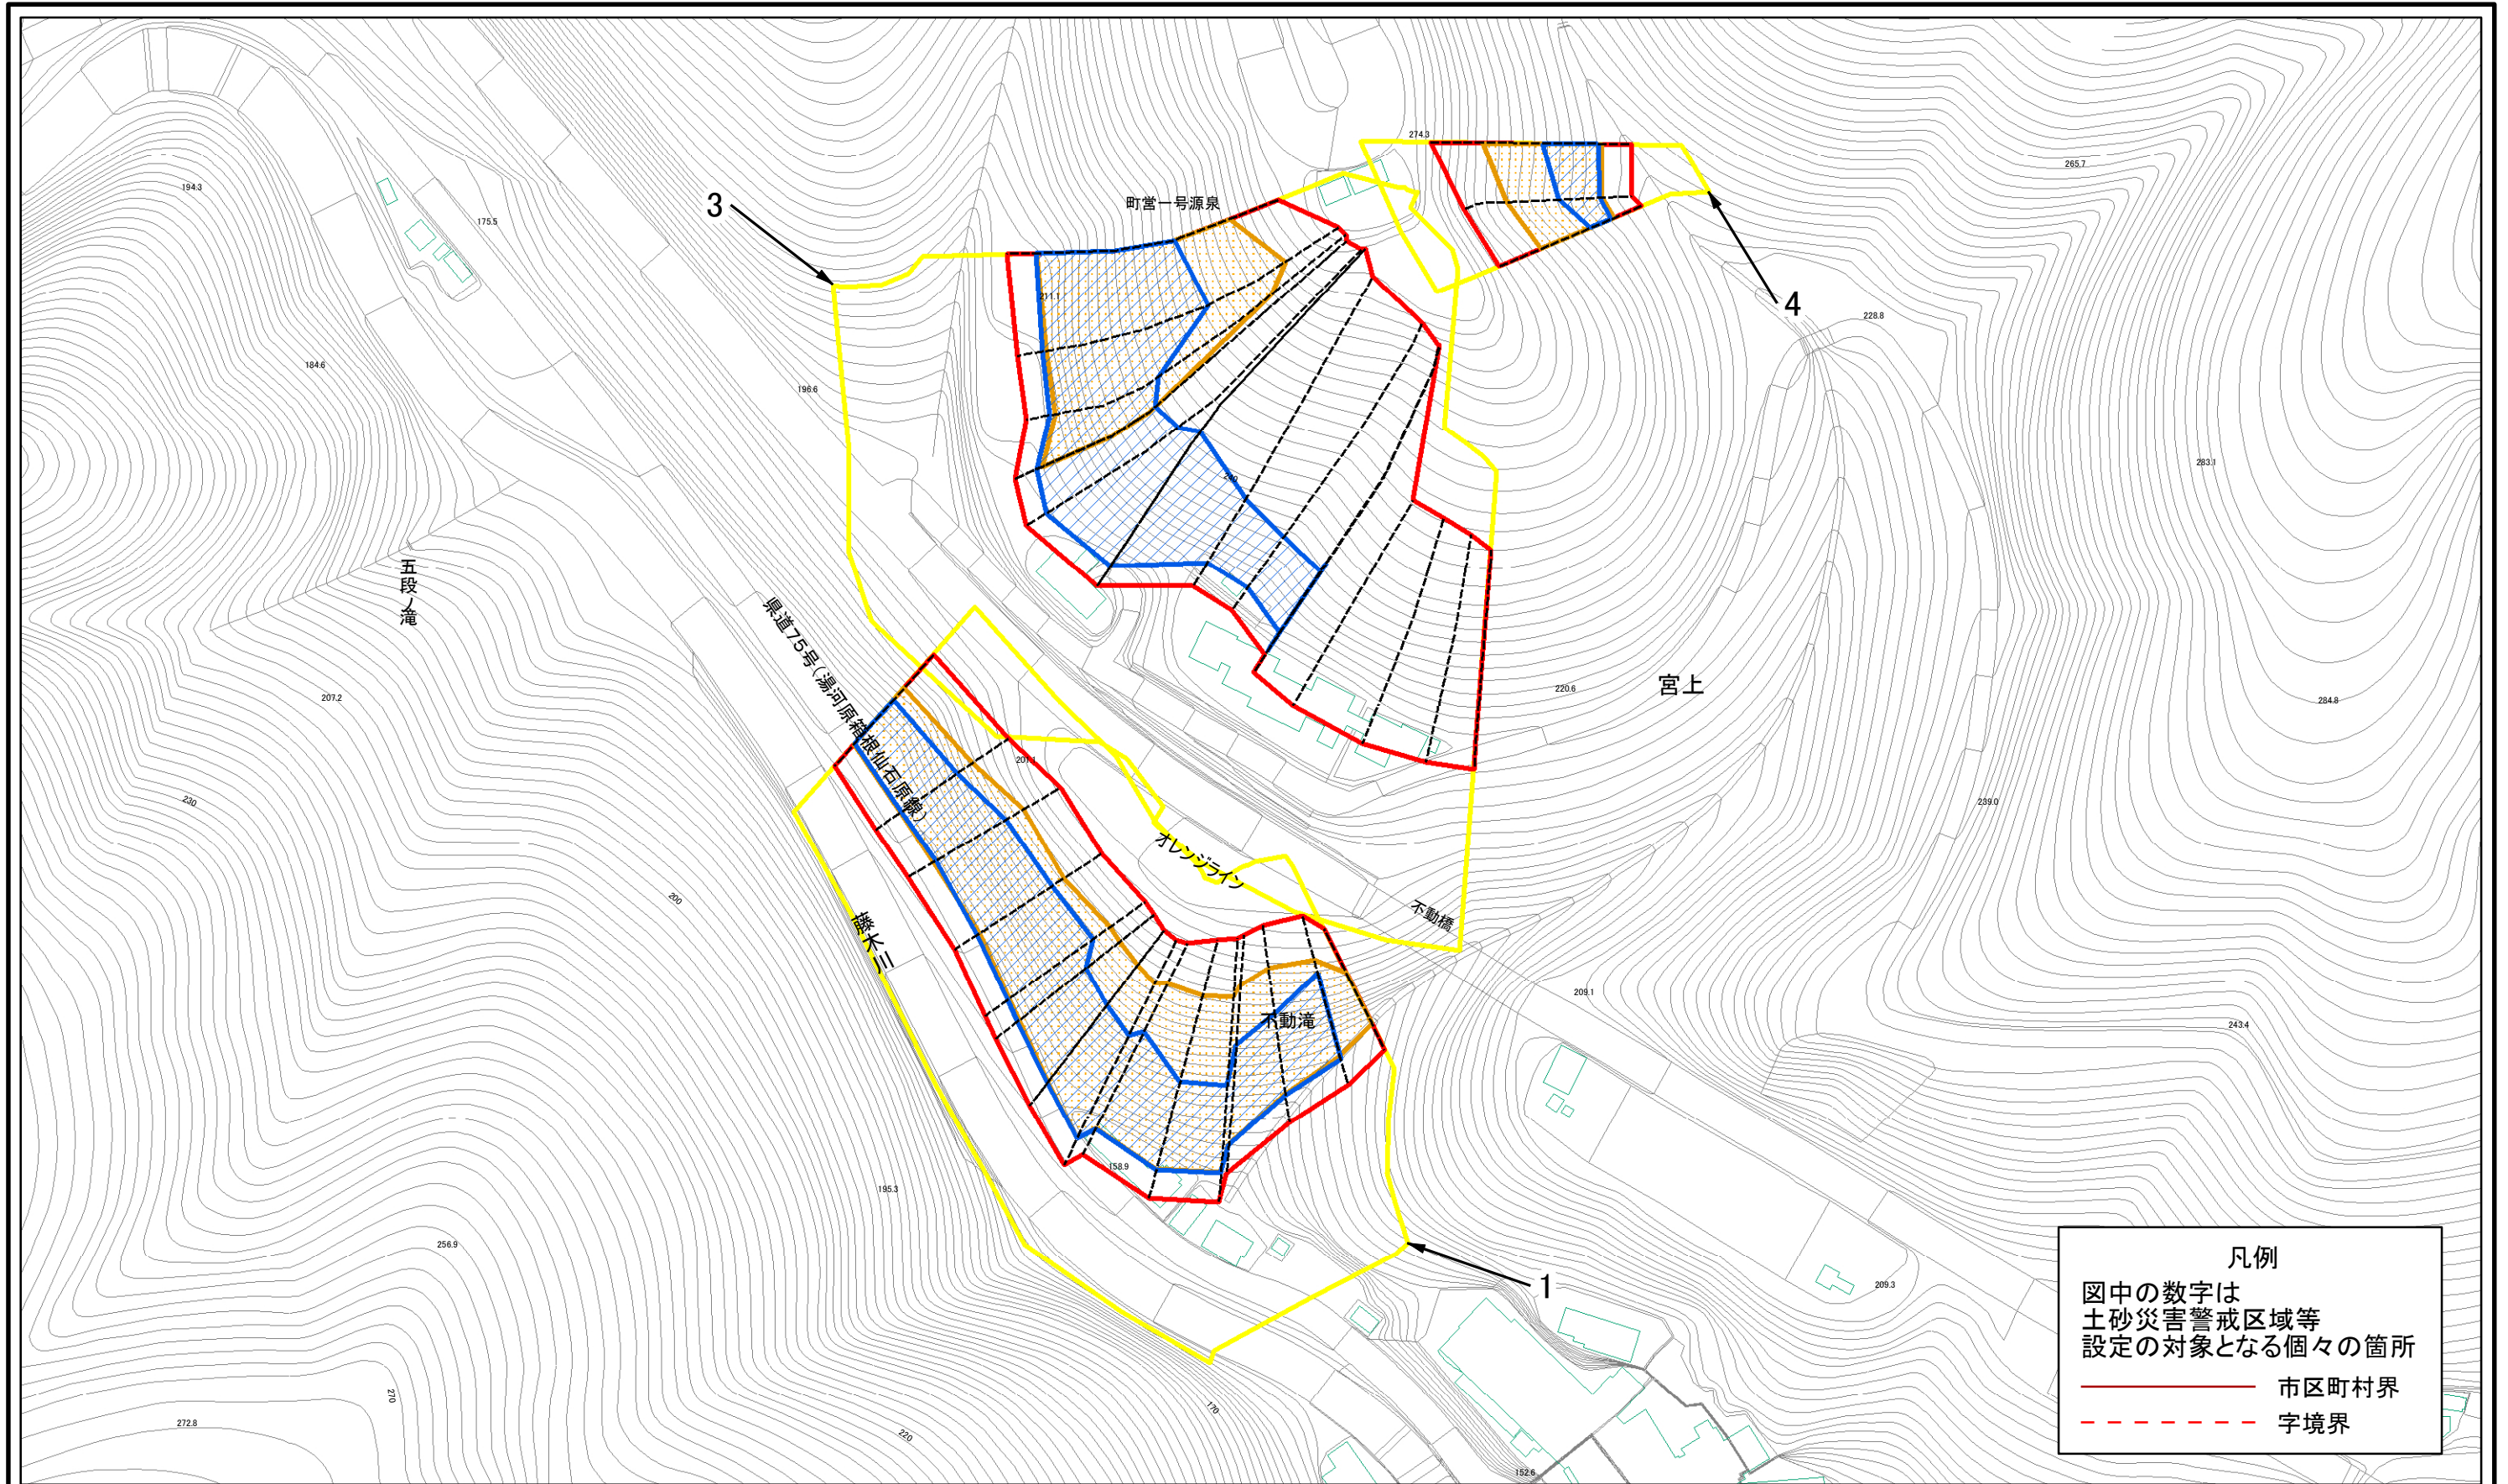 274.3
265.7
194.3
3
町営一号源泉
175.5
211.1
4
228.8
184.6
196.6
283.1
240
五段ノ滝
県道75号(湯河原箱根仙石原線)
宮上
220.6
207.2
284.8
207.1
230
239.0
オレンジライン
200
不動橋
藤木川
209.1
不動滝
243.4
158.9
195.3
256.9
1
209.3
270
272.8
220
170
152.6
凡例
図中の数字は
土砂災害警戒区域等
設定の対象となる個々の箇所
市区町村界
字境界